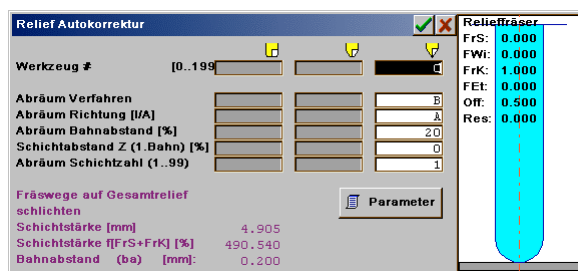 Relief Autokorrektur
Werkzeug # [0..199
Abräum Verfahren B
Abräum Richtung [I/A] A
Abräum Bahnabstand [%] 20
Schichtabstand Z (1.Bahn) [%] 0
Abräum Schichtzahl (1..99) 1
Fräswege auf Gesamtrelief
schlichten
Parameter
Schichtstärke [mm] 4.905
Schichtstärke f[FrS+FrK] [%] 490.540
Bahnabstand (ba) [mm]: 0.200
Relieffräser
FrS: 0.000
FWi: 0.000
FrK: 1.000
FEt: 0.000
Off: 0.500
Res: 0.000